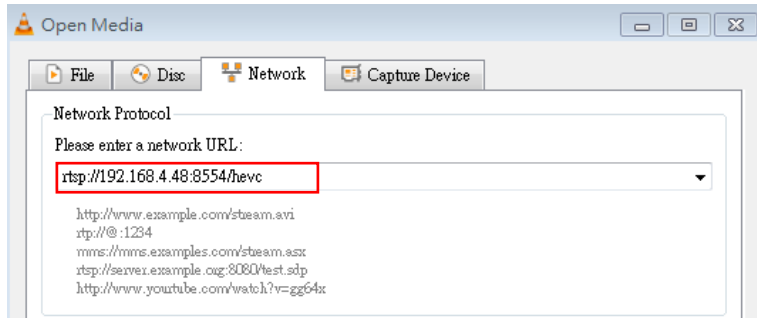 Open Media
File Disc Network Capture Device
Network Protocol
Please enter a network URL:
rtsp://192.168.4.48:8554/hevc
http://www.example.com/stream.avi
rtp://@:1234
mms://mms.examples.com/stream.asx
rtsp://server.example.org:8080/test.sdp
http://www.yourtube.com/watch?v=gg64x